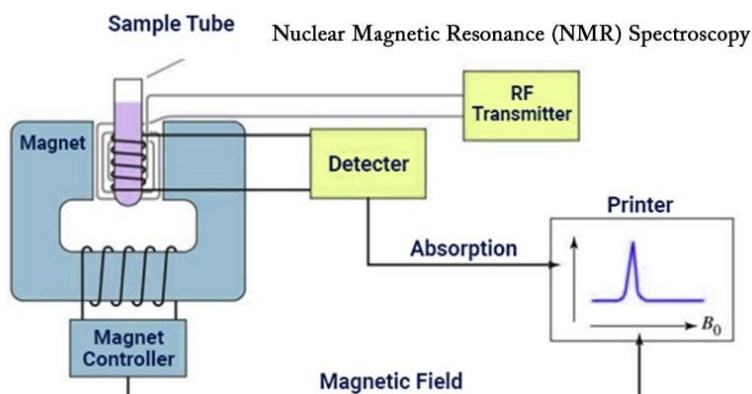 Sample Tube
Nuclear Magnetic Resonance (NMR) Spectroscopy
RF
Transmitter
Magnet
Detecter
Printer
Absorption
B0
Magnet
Controller
Magnetic Field